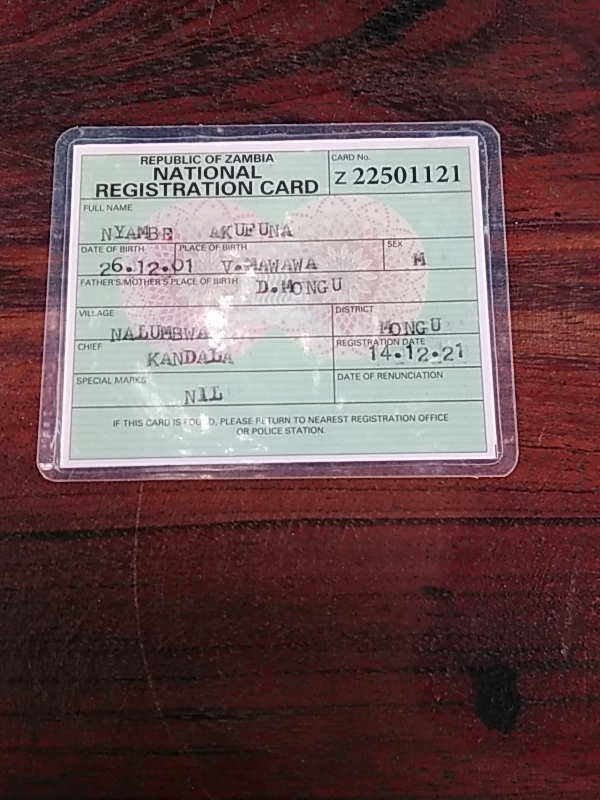 REPUBLIC OF ZAMBIA
NATIONAL
REGISTRATION CARD
CARD No.
Z 22501121
FULL NAME
NYAMBE AKUFUNA
DATE OF BIRTH PLACE OF BIRTH SEX
26.12.01 V.MAWAWA M
FATHER'S/MOTHER'S PLACE OF BIRTH D.MONGU
VILLAGE DISTRICT
NALUMBWA MONGU
CHIEF REGISTRATION DATE
KANDALA 14.12.21
SPECIAL MARKS DATE OF RENUNCIATION
NIL
IF THIS CARD IS FOUND, PLEASE RETURN TO NEAREST REGISTRATION OFFICE
OR POLICE STATION.